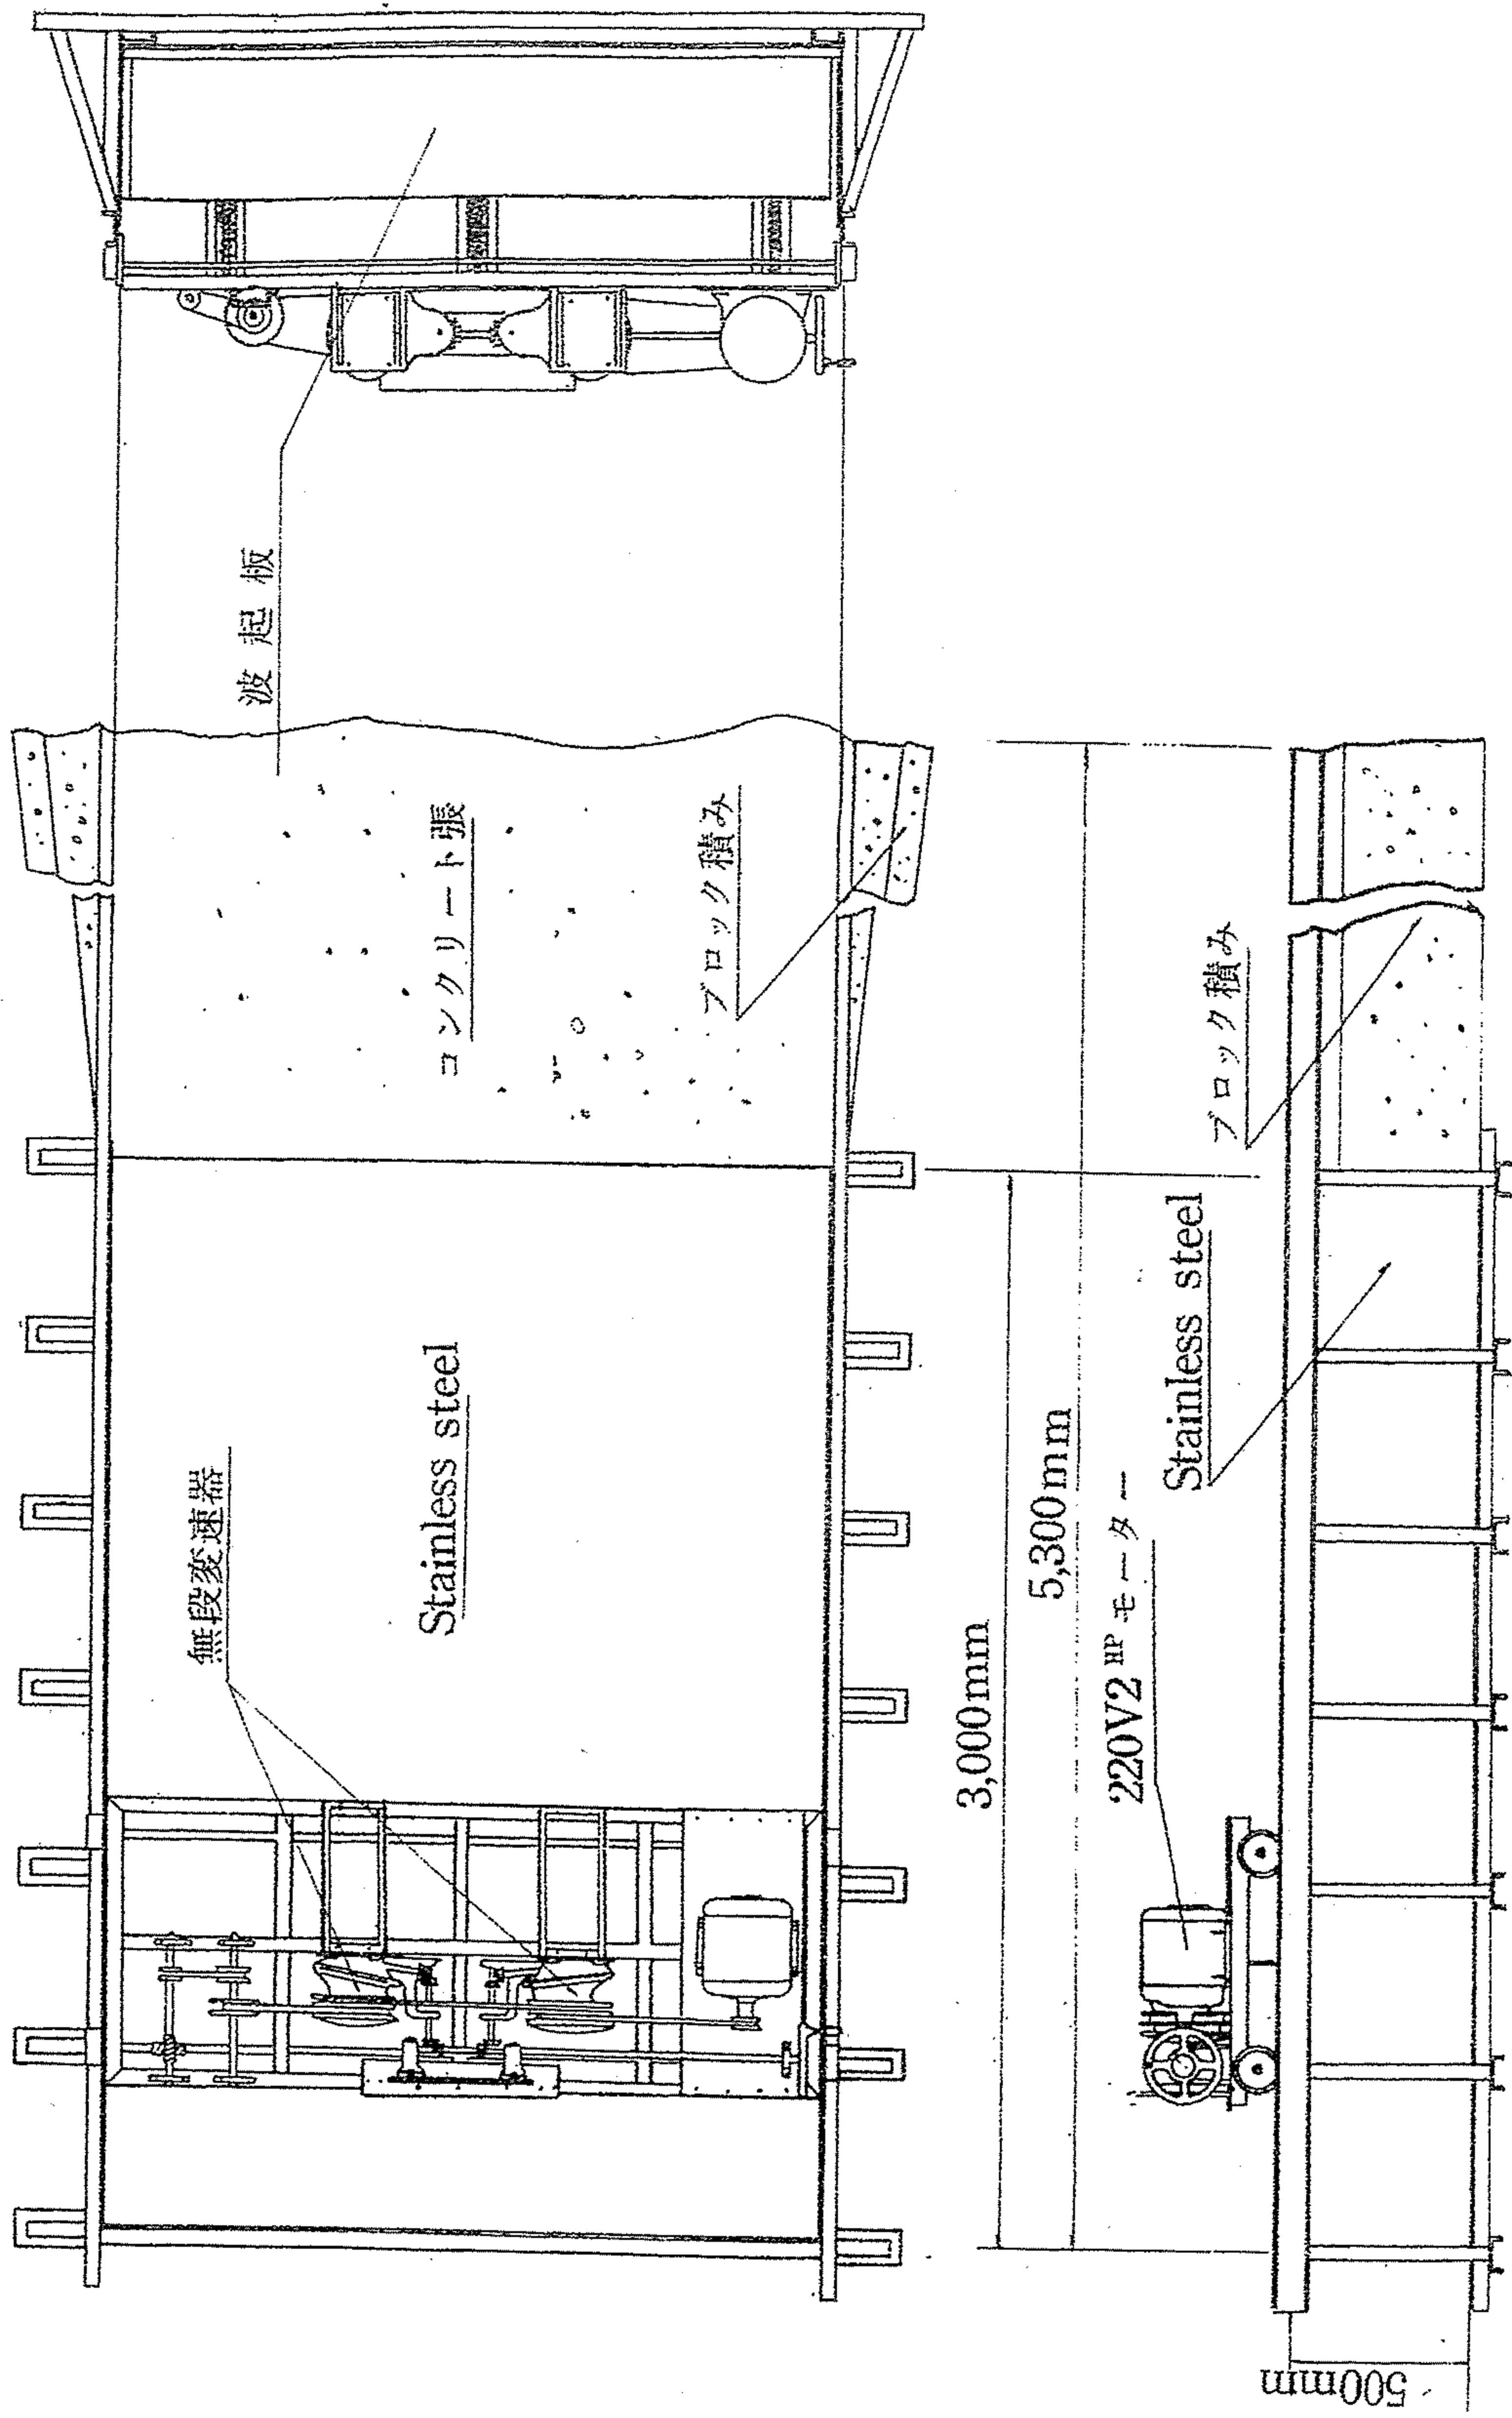 波起板
コンクリート張
ブロック積み
無段変速器
Stainless steel
3,000mm
5,300mm
220V2HPモーター
Stainless steel
ブロック積み
500mm